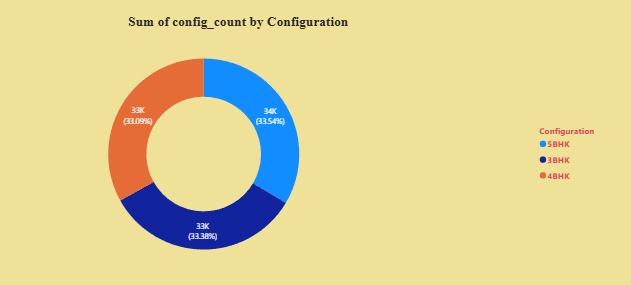 Sum of config_count by Configuration
33K
(33.09%)
34K
(33.54%)
33K
(33.38%)
Configuration
5BHK
3BHK
4BHK